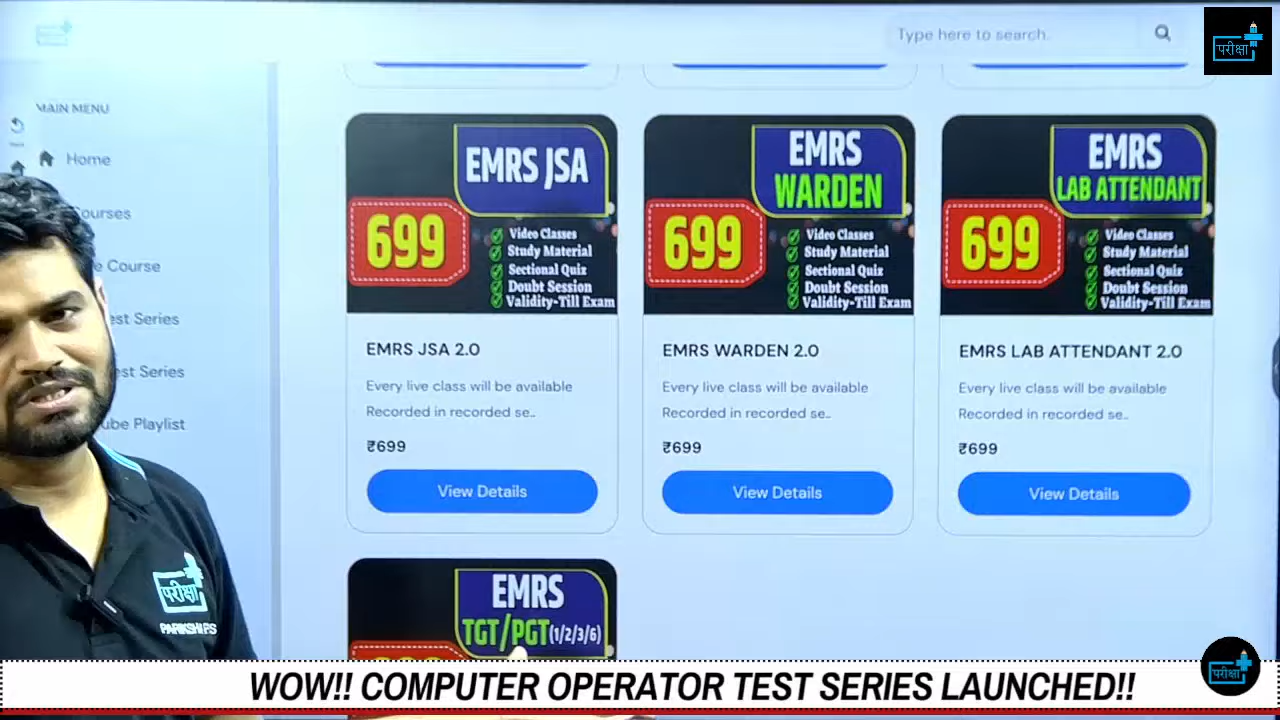 Type here to search.
परीक्षा
MAIN MENU
Home
Courses
e Course
est Series
est Series
ube Playlist
EMRS JSA
699
Video Classes
Study Material
Sectional Quiz
Doubt Session
Validity-Till Exam
EMRS JSA 2.0
Every live class will be available
Recorded in recorded se..
₹699
View Details
EMRS
WARDEN
699
Video Classes
Study Material
Sectional Quiz
Doubt Session
Validity-Till Exam
EMRS WARDEN 2.0
Every live class will be available
Recorded in recorded se..
₹699
View Details
EMRS
LAB ATTENDANT
699
Video Classes
Study Material
Sectional Quiz
Doubt Session
Validity-Till Exam
EMRS LAB ATTENDANT 2.0
Every live class will be available
Recorded in recorded se..
₹699
View Details
EMRS
TGT/PGT(1/2/3/6)
परीक्षा
WOW!! COMPUTER OPERATOR TEST SERIES LAUNCHED!!
परीक्षा